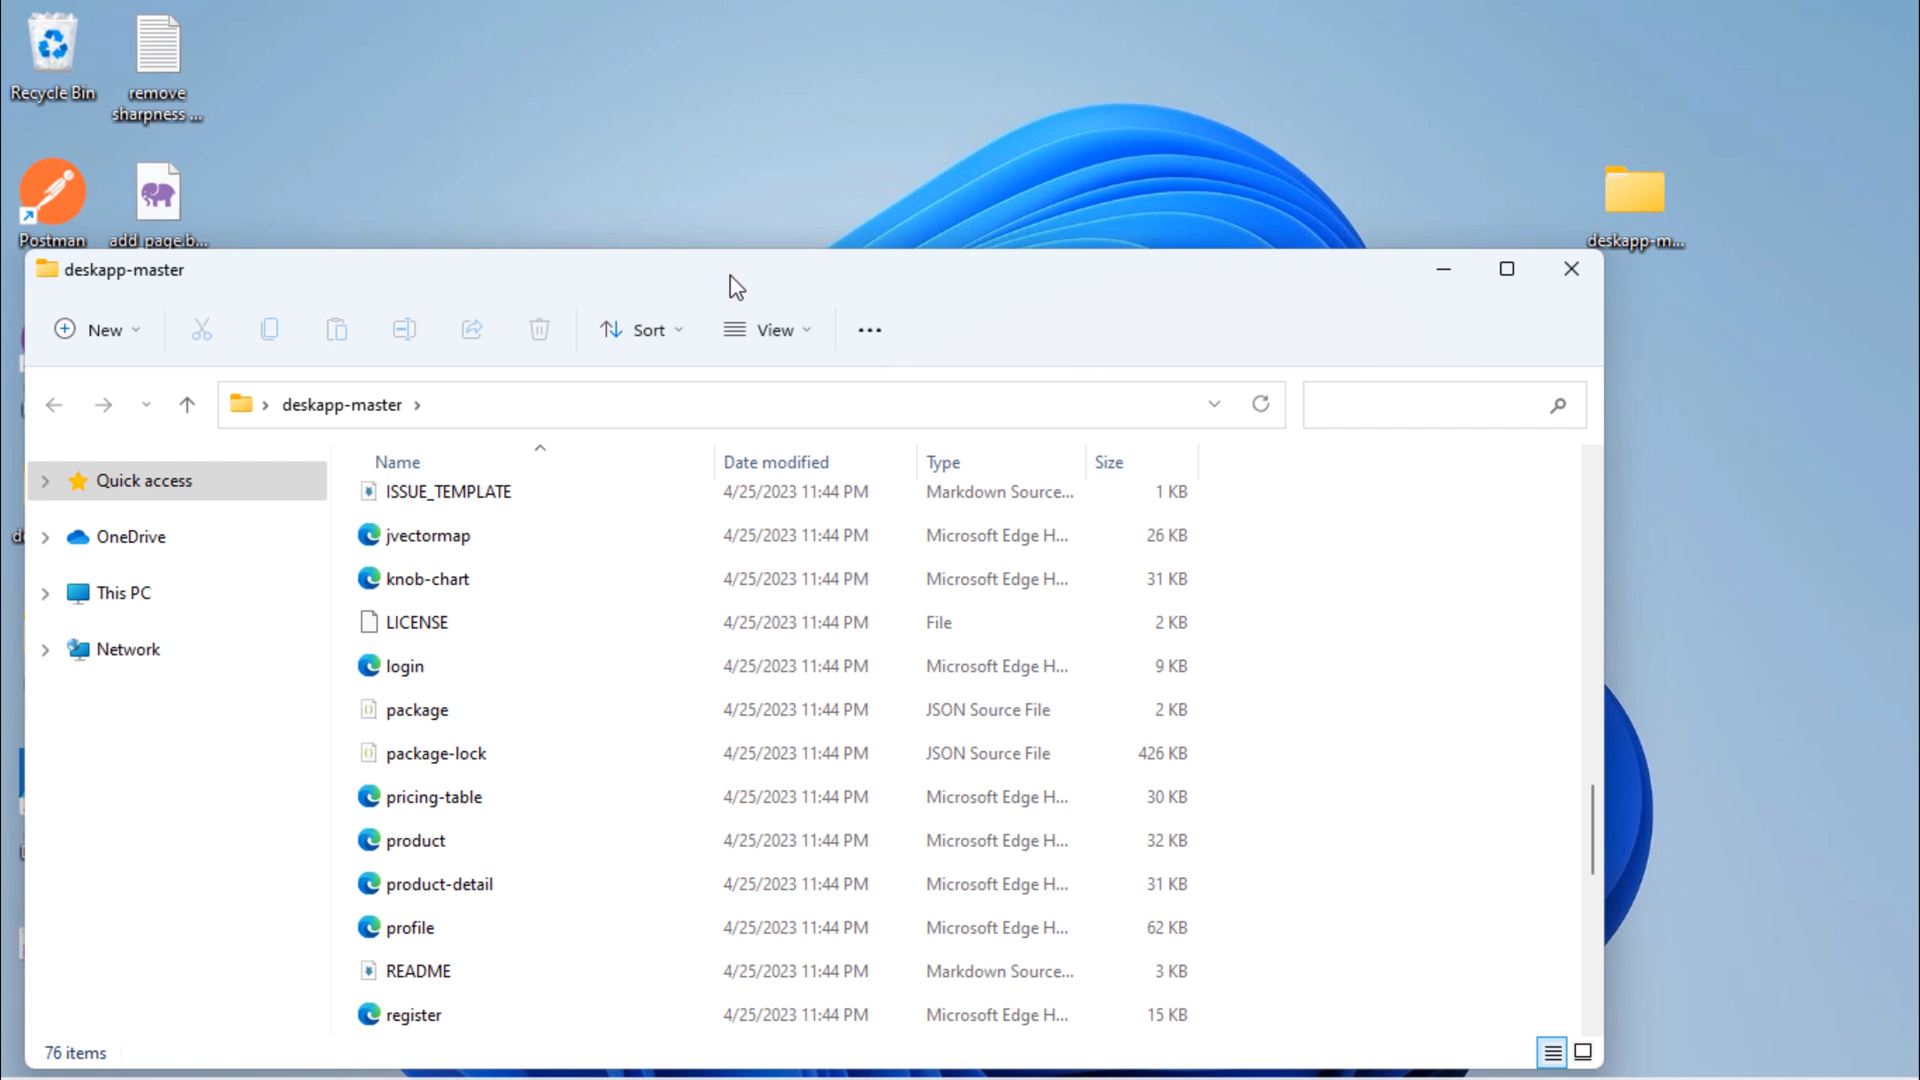 Recycle Bin
remove
sharpness ...
Postman
add_page.b...
deskapp-m...
deskapp-master
New
Sort
View
deskapp-master
Quick access
OneDrive
This PC
Network
Name Date modified Type Size
ISSUE_TEMPLATE 4/25/2023 11:44 PM Markdown Source... 1 KB
jvectormap 4/25/2023 11:44 PM Microsoft Edge H... 26 KB
knob-chart 4/25/2023 11:44 PM Microsoft Edge H... 31 KB
LICENSE 4/25/2023 11:44 PM File 2 KB
login 4/25/2023 11:44 PM Microsoft Edge H... 9 KB
package 4/25/2023 11:44 PM JSON Source File 2 KB
package-lock 4/25/2023 11:44 PM JSON Source File 426 KB
pricing-table 4/25/2023 11:44 PM Microsoft Edge H... 30 KB
product 4/25/2023 11:44 PM Microsoft Edge H... 32 KB
product-detail 4/25/2023 11:44 PM Microsoft Edge H... 31 KB
profile 4/25/2023 11:44 PM Microsoft Edge H... 62 KB
README 4/25/2023 11:44 PM Markdown Source... 3 KB
register 4/25/2023 11:44 PM Microsoft Edge H... 15 KB
76 items